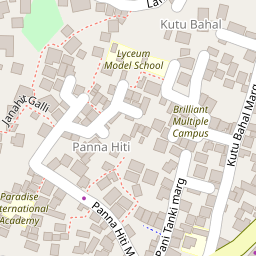 Kutu Bahal
Lyceum
Model School
Janahit Galli
Brilliant
Multiple
Campus
Kutu Bahal Marg
Panna Hiti
Paradise
International
Academy
Panna Hiti M
Pani Tanki marg